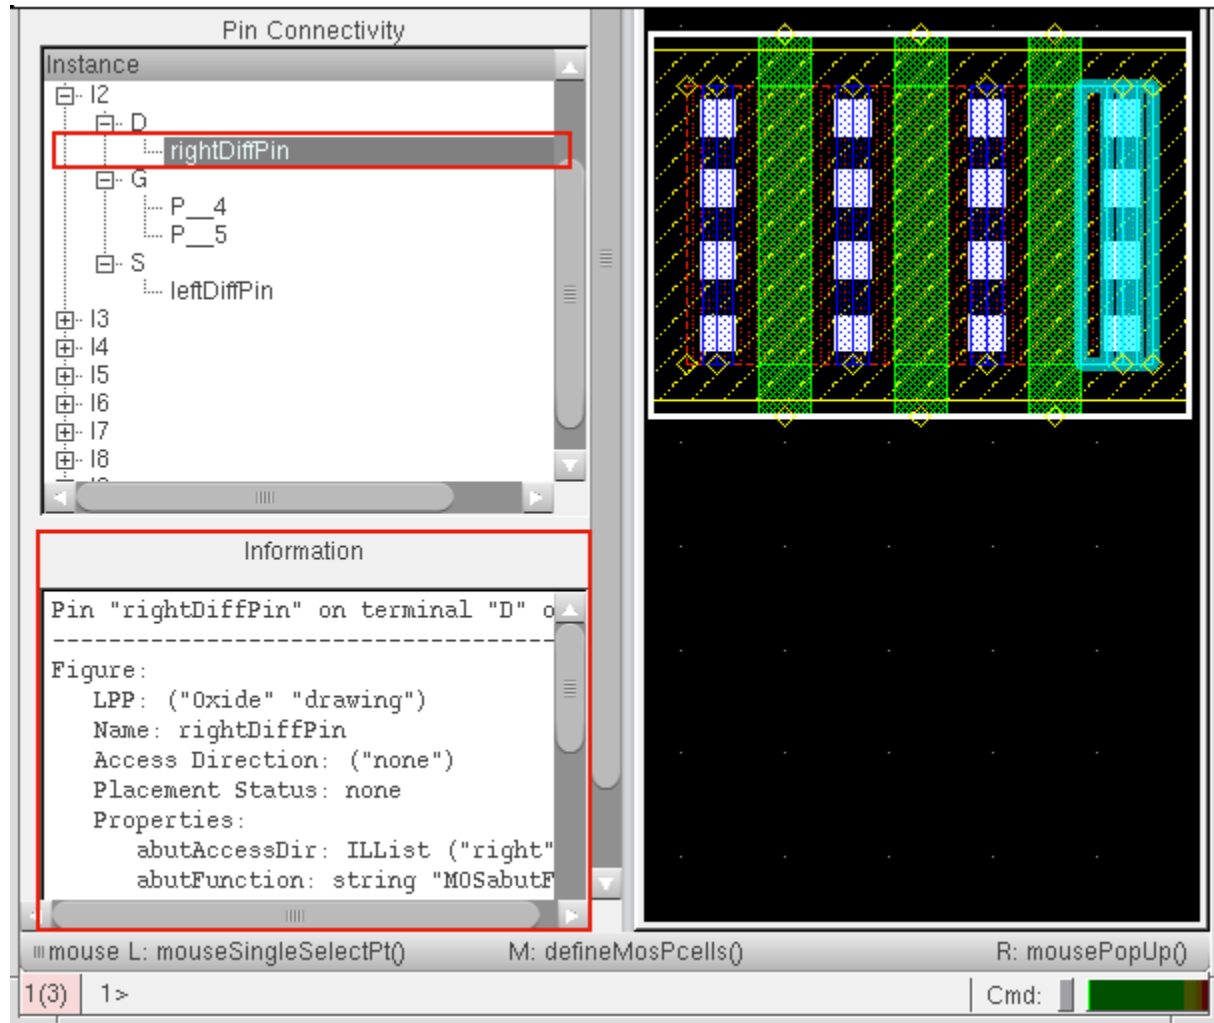 Pin Connectivity
Instance
I2
D
rightDiffPin
G
P__4
P__5
S
leftDiffPin
I3
I4
I5
I6
I7
I8
Information
Pin "rightDiffPin" on terminal "D" o
------------------------------------
Figure:
LPP: ("Oxide" "drawing")
Name: rightDiffPin
Access Direction: ("none")
Placement Status: none
Properties:
abutAccessDir: ILList ("right"
abutFunction: string "MOSabutF
mouse L: mouseSingleSelectPt() M: defineMosPcells() R: mousePopUp()
1(3) 1> Cmd: